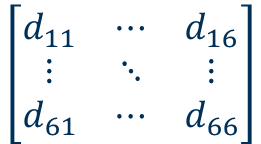 d₁₁ ⋯ d₁₆
⋮ ⋱ ⋮
d₆₁ ⋯ d₆₆